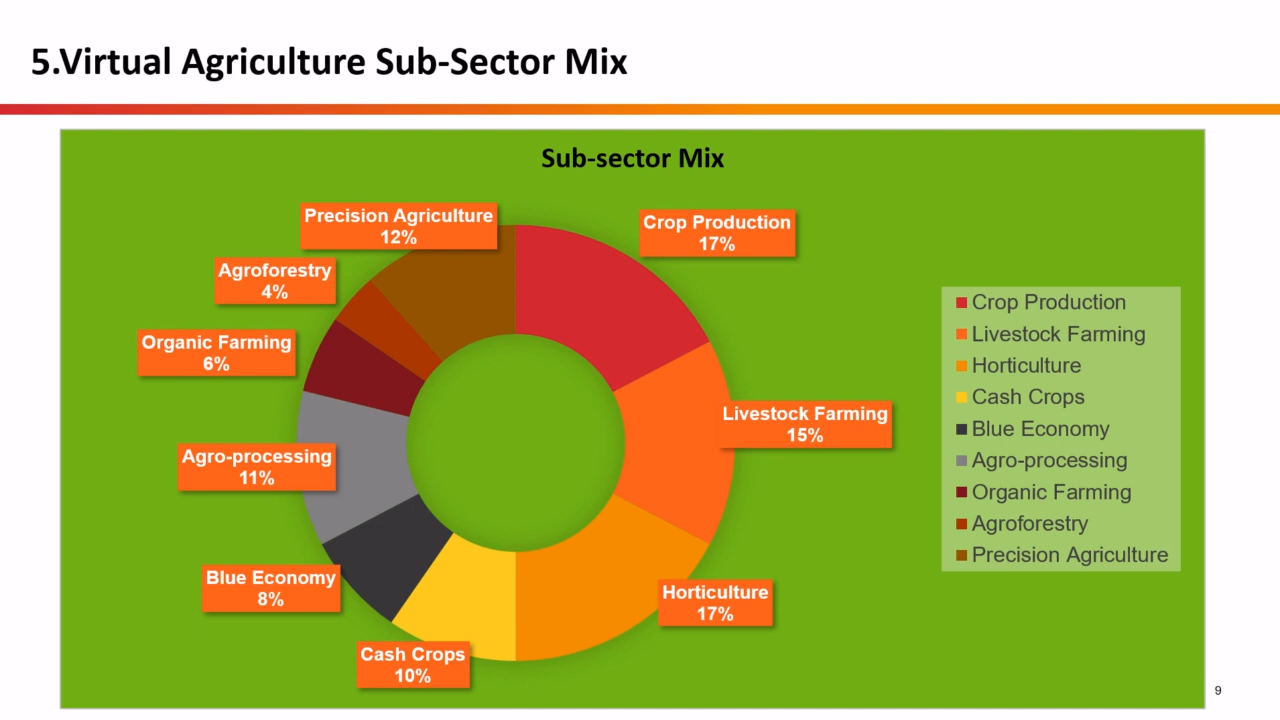 5.Virtual Agriculture Sub-Sector Mix
Sub-sector Mix
Precision Agriculture
12%
Crop Production
17%
Agroforestry
4%
Organic Farming
6%
Livestock Farming
15%
Agro-processing
11%
Blue Economy
8%
Horticulture
17%
Cash Crops
10%
Crop Production
Livestock Farming
Horticulture
Cash Crops
Blue Economy
Agro-processing
Organic Farming
Agroforestry
Precision Agriculture
9